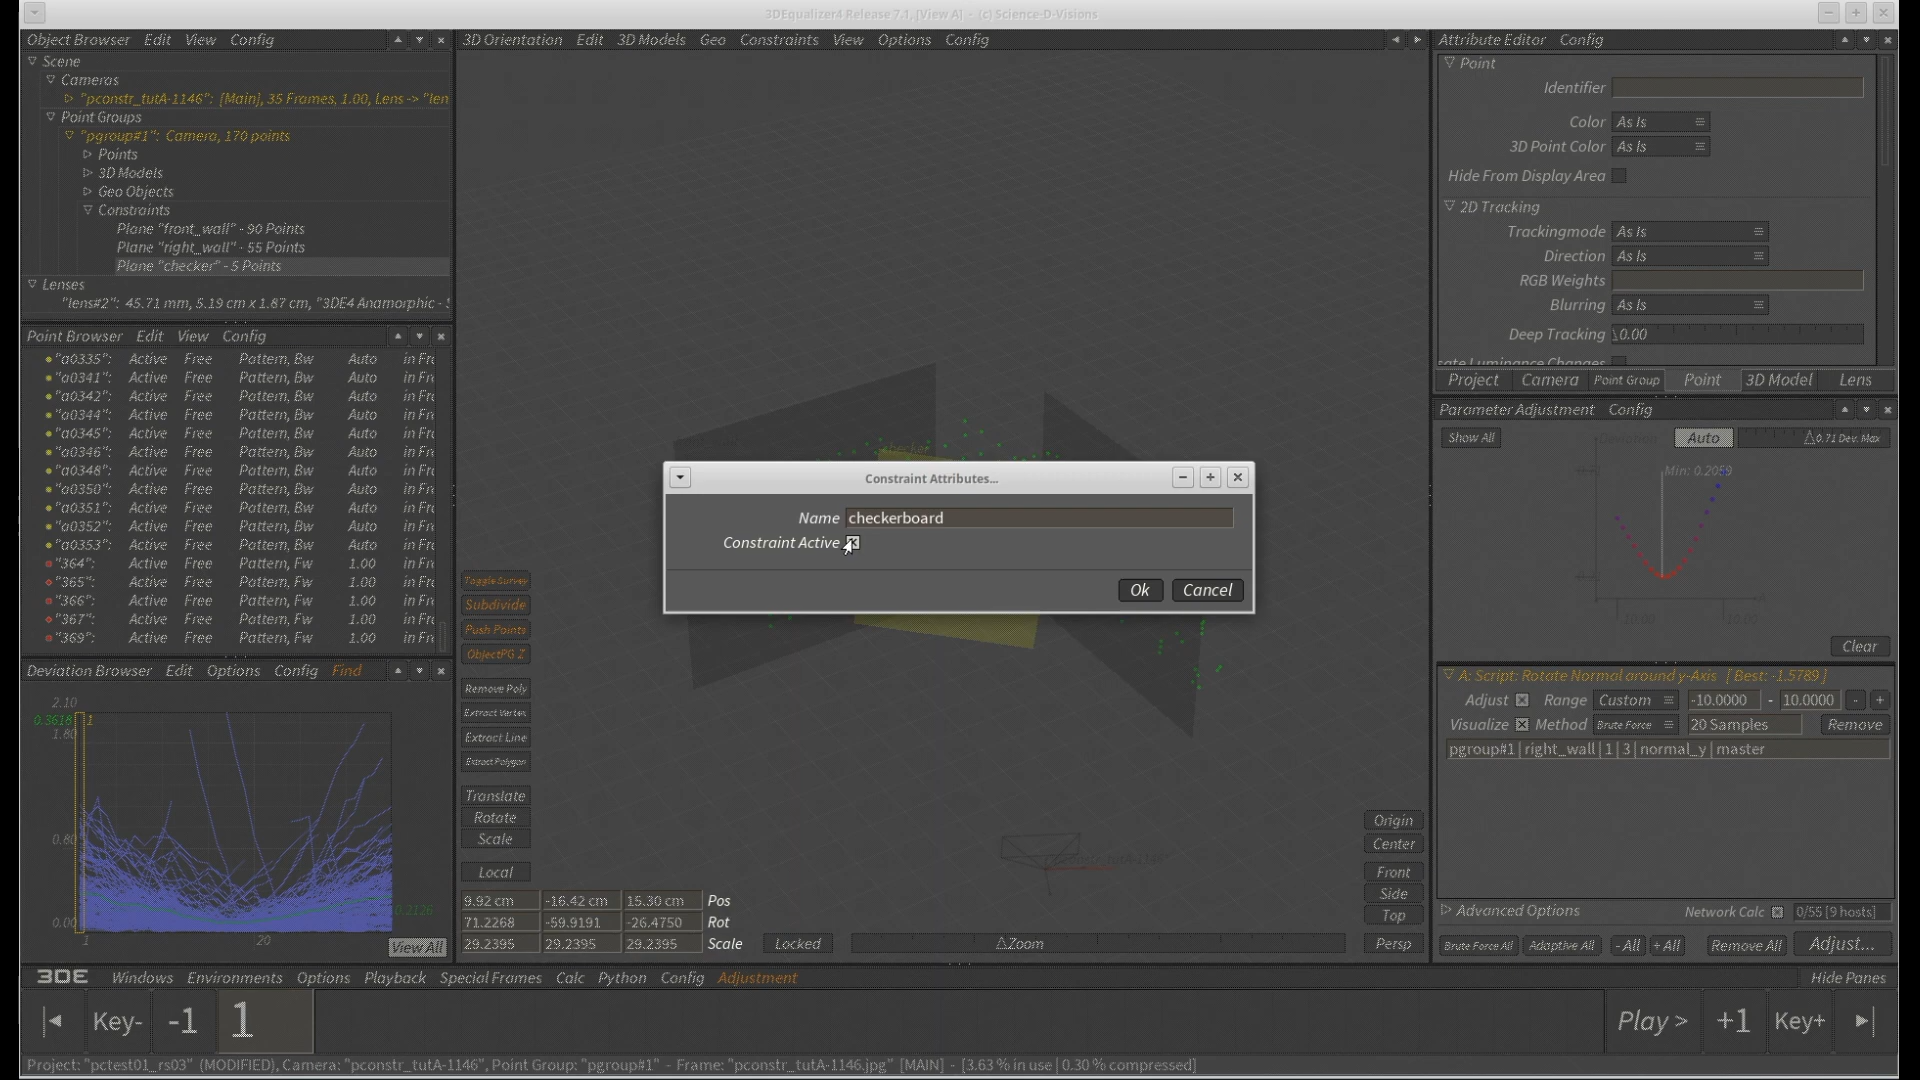 3DEqualizer4 Release 7.1, [View A] - (c) Science-D-Visions
Object Browser Edit View Config
Scene
Cameras
"pconstr_tutA-1146": [Main], 35 Frames, 1.00, Lens -> "len
Point Groups
"pgroup#1": Camera, 170 points
Points
3D Models
Geo Objects
Constraints
Plane "front_wall" - 90 Points
Plane "right_wall" - 55 Points
Plane "checker" - 5 Points
Lenses
"lens#2": 45.71 mm, 5.19 cm x 1.87 cm, "3DE4 Anamorphic -
Point Browser Edit View Config
"a0335": Active Free Pattern, Bw Auto in Fr
"a0341": Active Free Pattern, Bw Auto in Fr
"a0342": Active Free Pattern, Bw Auto in Fr
"a0344": Active Free Pattern, Bw Auto in Fr
"a0345": Active Free Pattern, Bw Auto in Fr
"a0346": Active Free Pattern, Bw Auto in Fr
"a0348": Active Free Pattern, Bw Auto in Fr
"a0350": Active Free Pattern, Bw Auto in Fr
"a0351": Active Free Pattern, Bw Auto in Fr
"a0352": Active Free Pattern, Bw Auto in Fr
"a0353": Active Free Pattern, Bw Auto in Fr
"364": Active Free Pattern, Fw 1.00
"365": Active Free Pattern, Fw 1.00
"366": Active Free Pattern, Fw 1.00
"367": Active Free Pattern, Fw 1.00
"369": Active Free Pattern, Fw 1.00
Deviation Browser Edit Options Config Find
2.10
0.3618 1
1.80
0.80
0.2126
0.00
1 20
View All
3D Orientation Edit 3D Models Geo Constraints View Options Config
checker
Constraint Attributes...
Name checkerboard
Constraint Active
Ok Cancel
Toggle Survey
Subdivide
Push Points
ObjectPG Z
Remove Poly
Extract Vertex
Extract Line
Extract Polygon
Translate
Rotate
Scale
Local
9.92 cm -16.42 cm 15.30 cm Pos
71.2268 -59.9191 -26.4750 Rot
29.2395 29.2395 29.2395 Scale Locked Zoom
pconstr_tutA-1146
Origin
Center
Front
Side
Top
Persp
Attribute Editor Config
Point
Identifier
Color As Is
3D Point Color As Is
Hide From Display Area
2D Tracking
Trackingmode As Is
Direction As Is
RGB Weights
Blurring As Is
Deep Tracking 0.00
Luminance Changes
Project Camera Point Group Point 3D Model Lens
Parameter Adjustment Config
Show All Deviation Auto 0.71 Dev. Max
Min: 0.2059
Clear
A: Script: Rotate Normal around y-Axis [ Best: -1.5789 ]
Adjust Range Custom -10.0000 - 10.0000 - +
Visualize Method Brute Force 20 Samples Remove
pgroup#1 | right_wall | 1 | 3 | normal_y | master
Advanced Options Network Calc 0/55 [9 hosts]
Brute Force All Adaptive All - All + All Remove All Adjust...
3DE Windows Environments Options Playback Special Frames Calc Python Config Adjustment Hide Panes
Key- -1 1 Play > +1 Key+
Project: "pctest01_rs03" (MODIFIED), Camera: "pconstr_tutA-1146", Point Group: "pgroup#1" - Frame: "pconstr_tutA-1146.jpg" [MAIN] - [3.63 % in use | 0.30 % compressed]